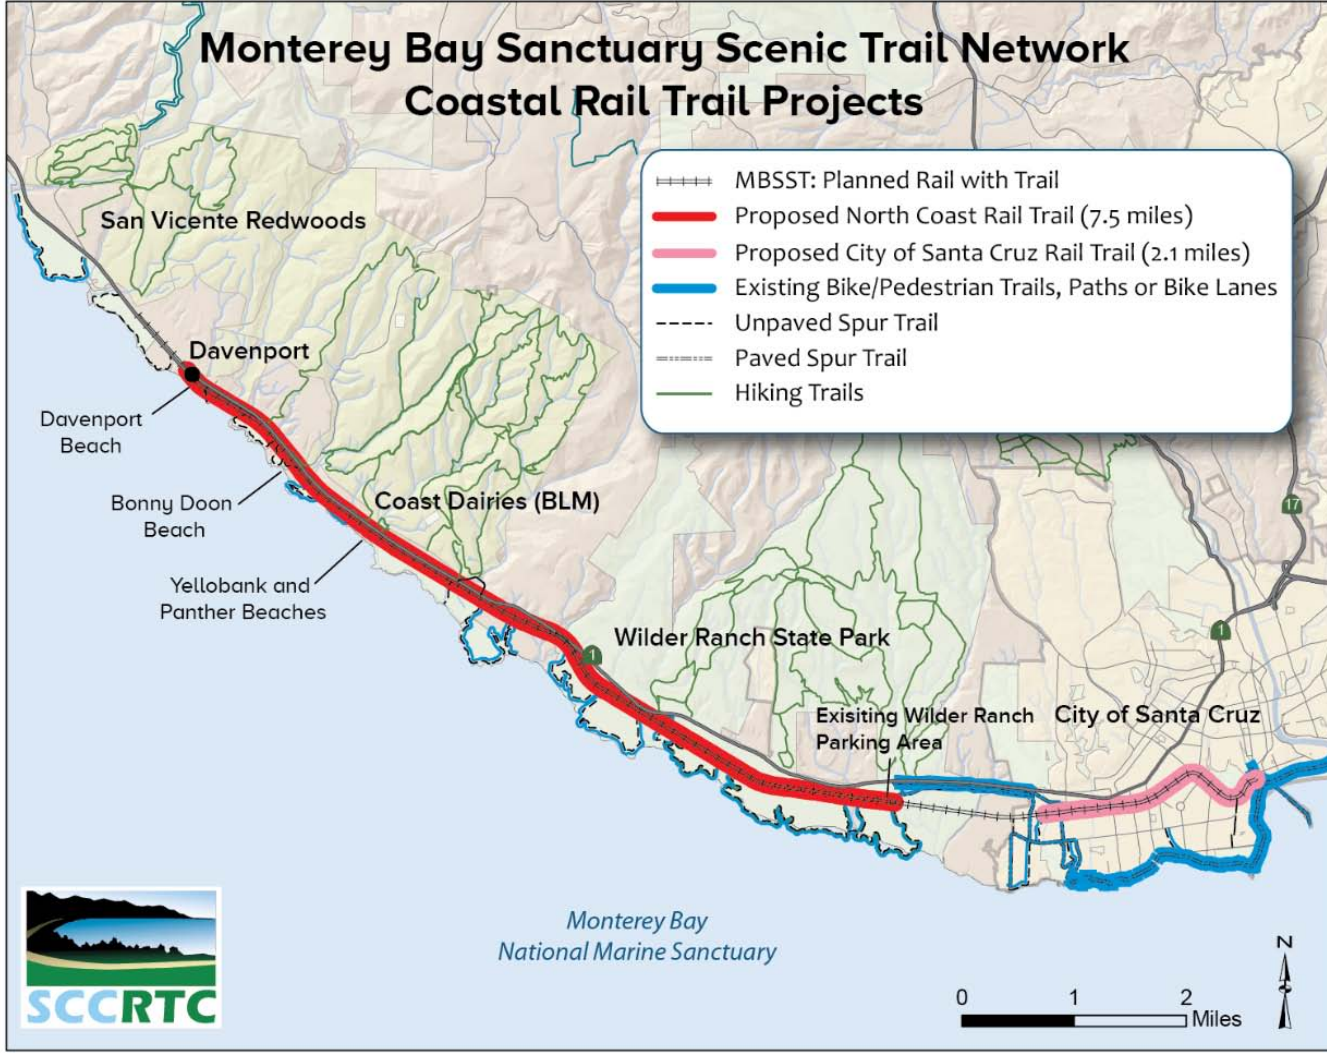 Monterey Bay Sanctuary Scenic Trail Network
Coastal Rail Trail Projects
MBSST: Planned Rail with Trail
Proposed North Coast Rail Trail (7.5 miles)
Proposed City of Santa Cruz Rail Trail (2.1 miles)
Existing Bike/Pedestrian Trails, Paths or Bike Lanes
Unpaved Spur Trail
Paved Spur Trail
Hiking Trails
San Vicente Redwoods
Davenport
Davenport
Beach
Bonny Doon
Beach
Coast Dairies (BLM)
Yellobank and
Panther Beaches
17
1
1
Wilder Ranch State Park
Exisiting Wilder Ranch
Parking Area
City of Santa Cruz
Monterey Bay
National Marine Sanctuary
SCCRTC
N
0 1 2
Miles